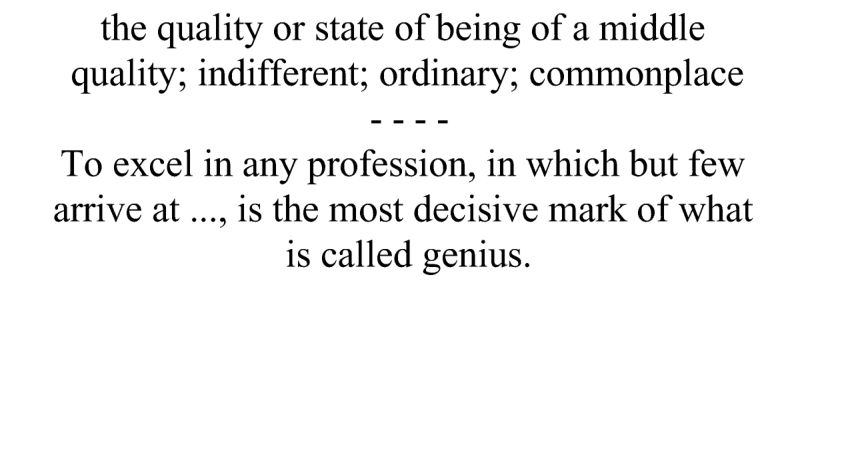 the quality or state of being of a middle
quality; indifferent; ordinary; commonplace
- - - -
To excel in any profession, in which but few
arrive at ..., is the most decisive mark of what
is called genius.